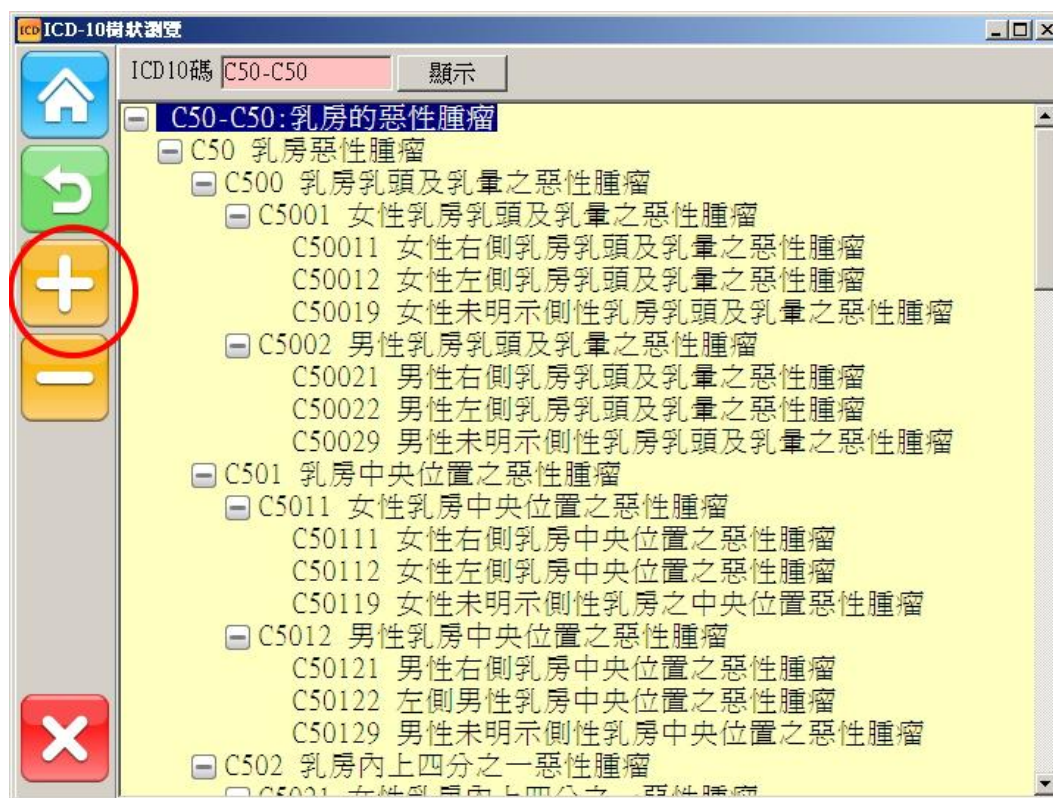 ICD ICD-10樹狀瀏覽
ICD10碼 C50-C50 顯示
C50-C50:乳房的惡性腫瘤
C50 乳房惡性腫瘤
C500 乳房乳頭及乳暈之惡性腫瘤
C5001 女性乳房乳頭及乳暈之惡性腫瘤
C50011 女性右側乳房乳頭及乳暈之惡性腫瘤
C50012 女性左側乳房乳頭及乳暈之惡性腫瘤
C50019 女性未明示側性乳房乳頭及乳暈之惡性腫瘤
C5002 男性乳房乳頭及乳暈之惡性腫瘤
C50021 男性右側乳房乳頭及乳暈之惡性腫瘤
C50022 男性左側乳房乳頭及乳暈之惡性腫瘤
C50029 男性未明示側性乳房乳頭及乳暈之惡性腫瘤
C501 乳房中央位置之惡性腫瘤
C5011 女性乳房中央位置之惡性腫瘤
C50111 女性右側乳房中央位置之惡性腫瘤
C50112 女性左側乳房中央位置之惡性腫瘤
C50119 女性未明示側性乳房之中央位置惡性腫瘤
C5012 男性乳房中央位置之惡性腫瘤
C50121 男性右側乳房中央位置之惡性腫瘤
C50122 左側男性乳房中央位置之惡性腫瘤
C50129 男性未明示側性乳房中央位置之惡性腫瘤
C502 乳房內上四分之一惡性腫瘤
C5021 女性乳房內上四分之一惡性腫瘤